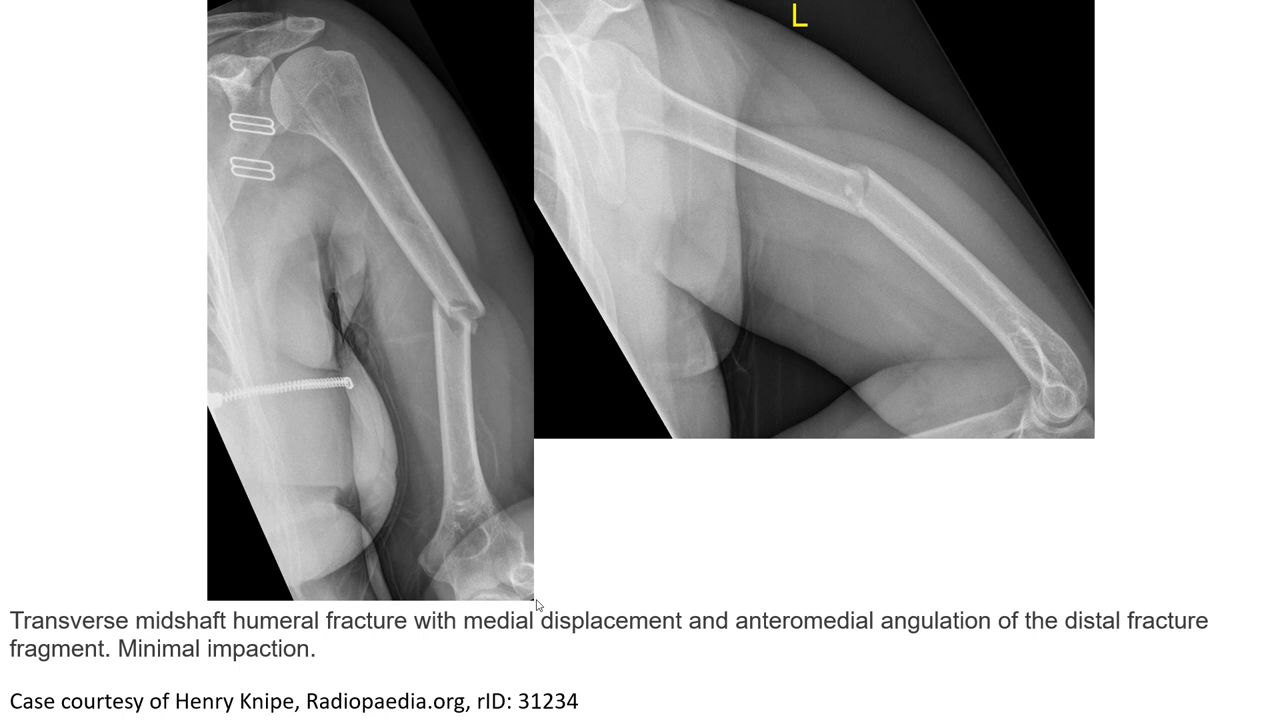 L
Transverse midshaft humeral fracture with medial displacement and anteromedial angulation of the distal fracture
fragment. Minimal impaction.
Case courtesy of Henry Knipe, Radiopaedia.org, rID: 31234